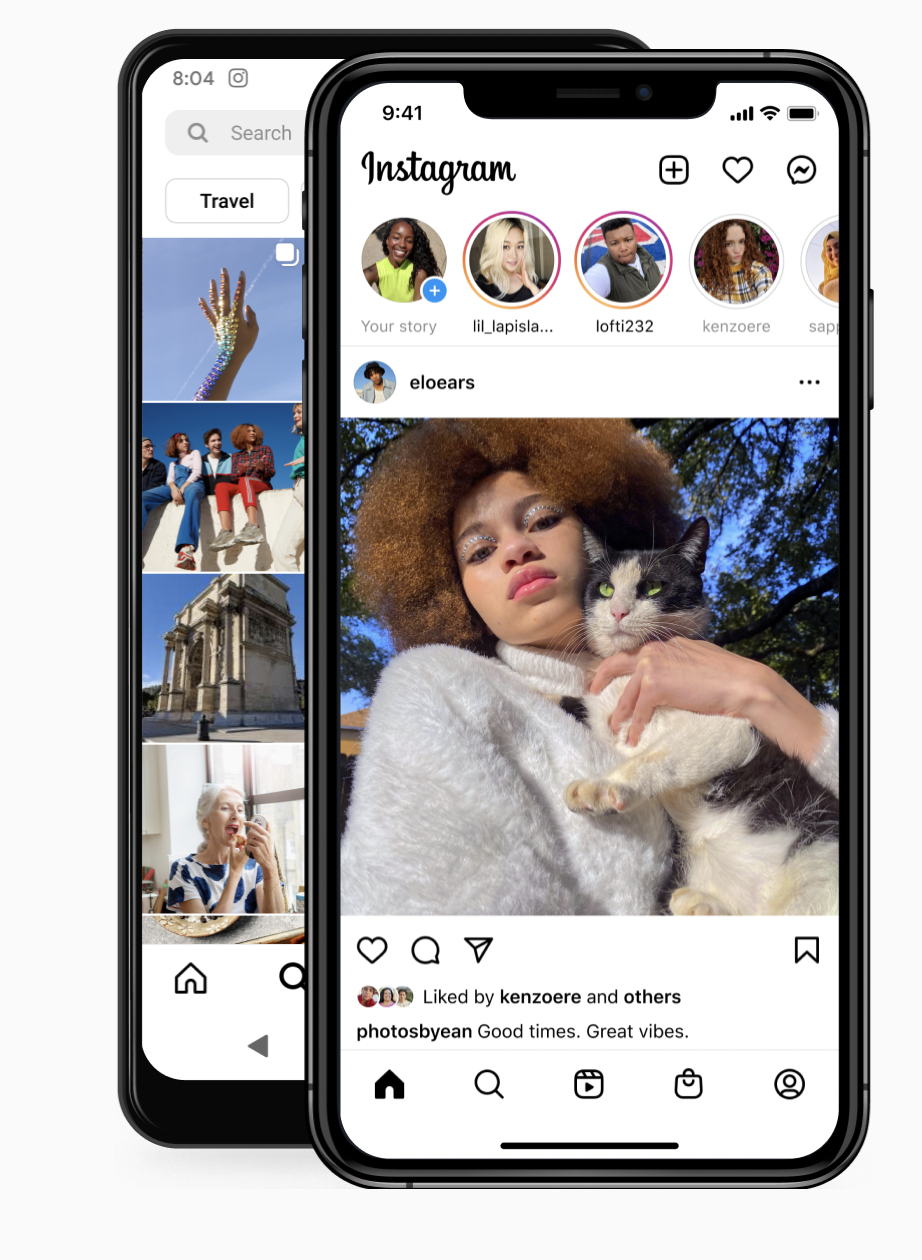 8:04
Search
Travel
9:41
Instagram
Your story
lil_lapisla...
lofti232
kenzoere
sapp
eloears
Liked by kenzoere and others
photosbyean Good times. Great vibes.